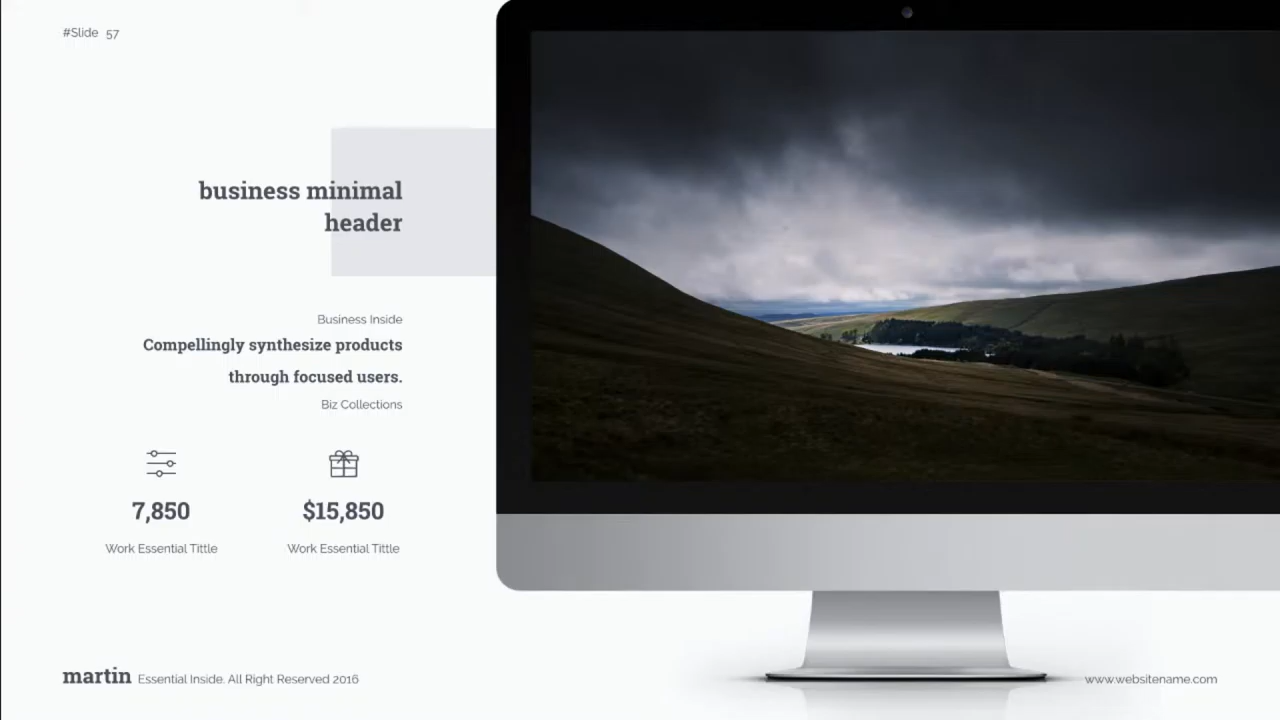 #Slide 57
business minimal
header
Business Inside
Compellingly synthesize products
through focused users.
Biz Collections
7,850
$15,850
Work Essential Tittle
Work Essential Tittle
martin Essential Inside. All Right Reserved 2016
www.websitename.com